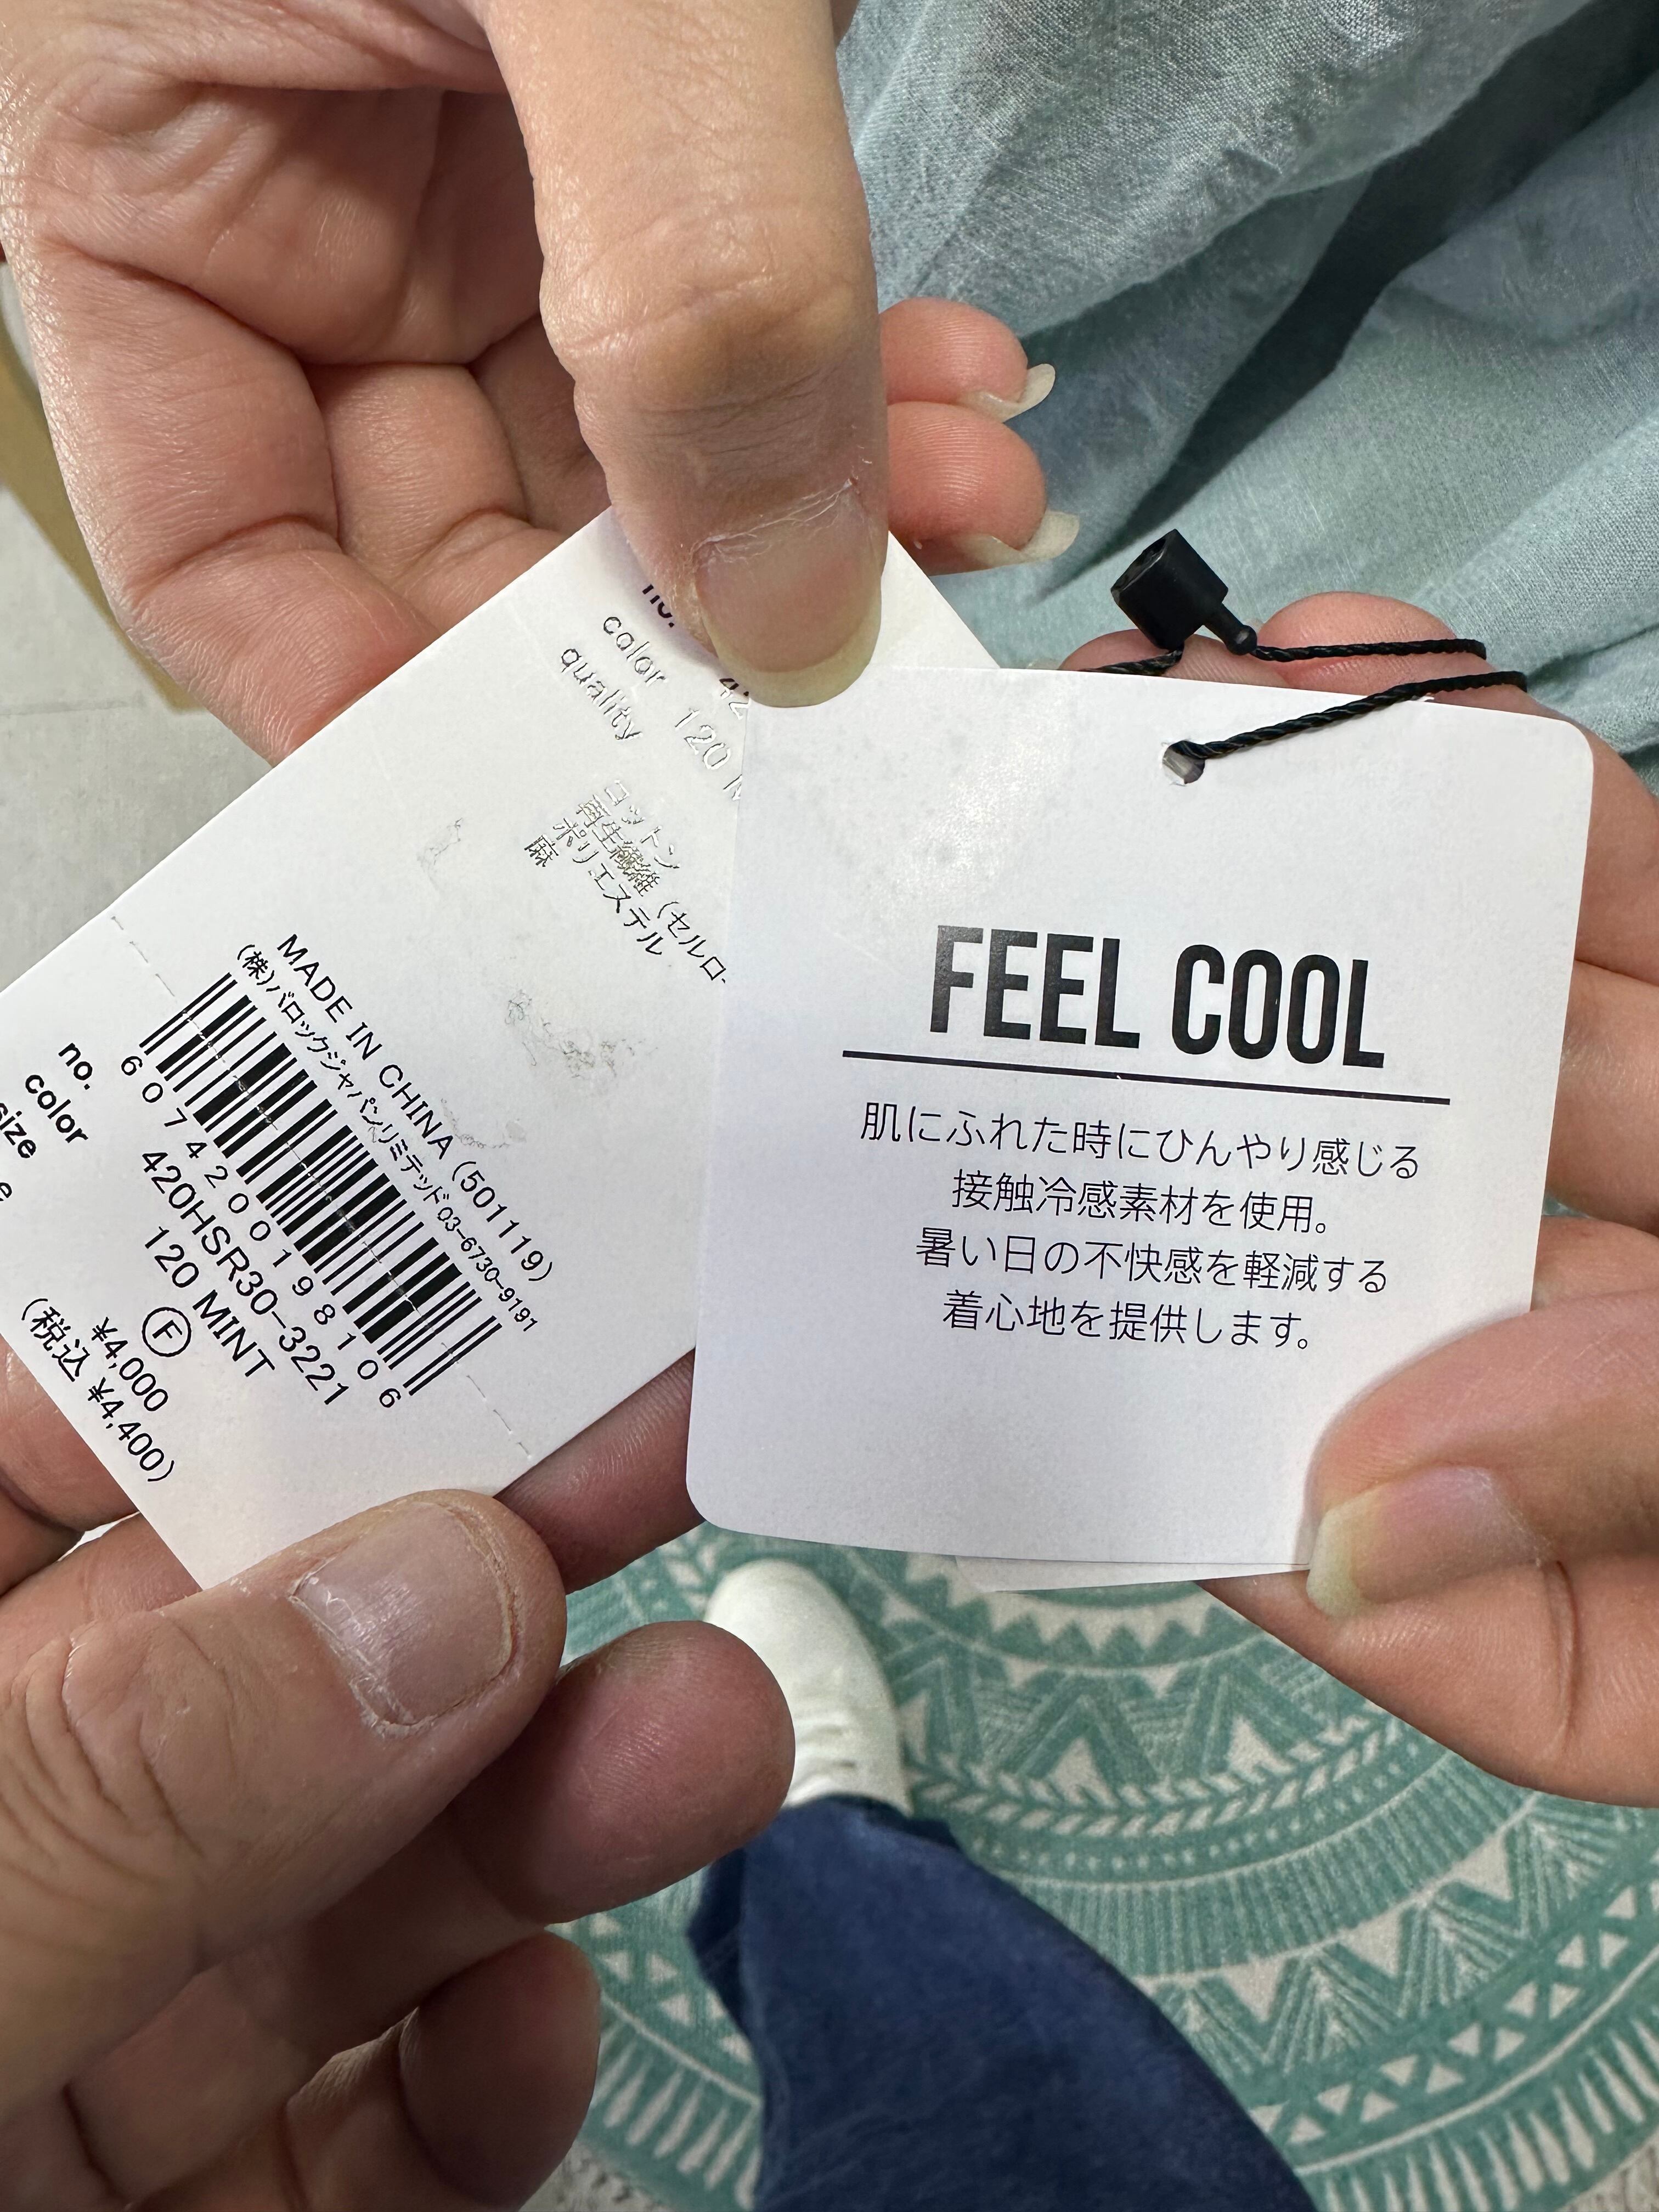 no.
color 120
quality
コットン
再生繊維(セルロ
ポリエステル
麻
MADE IN CHINA (501119)
(株)バロックジャパンリミテッド03-6730-9191
6074200198106
no. 420HSR30-3221
color 120 MINT
size Ⓕ
¥4,000
(税込 ¥4,400)
FEEL COOL
肌にふれた時にひんやり感じる
接触冷感素材を使用。
暑い日の不快感を軽減する
着心地を提供します。